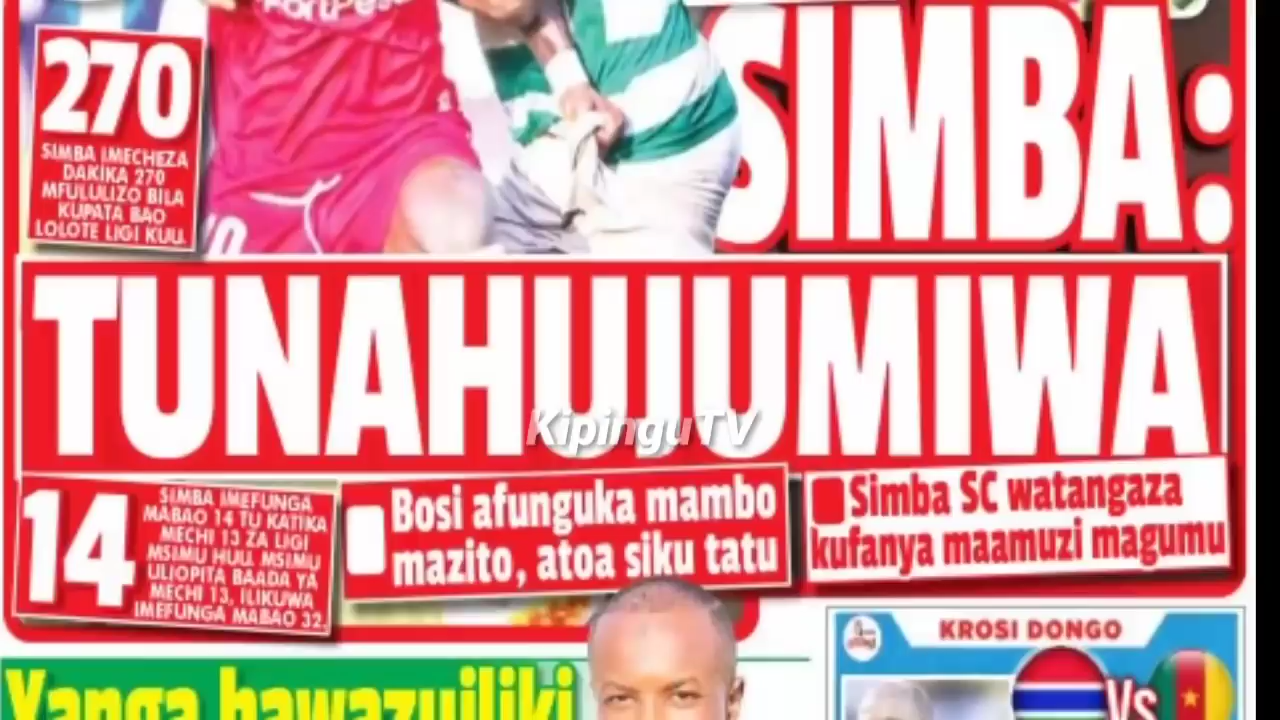 SportPesa
SIMBA:
270
SIMBA IMECHEZA
DAKIKA 270
MFULULIZO BILA
KUPATA BAO
LOLOTE LIGI KUU.
TUNAHUJUMIWA
KipinguTV
14
SIMBA IMEFUNGA
MABAO 14 TU KATIKA
MECHI 13 ZA LIGI
MSIMU HUU. MSIMU
ULIOPITA BAADA YA
MECHI 13, ILIKUWA
IMEFUNGA MABAO 32.
Bosi afunguka mambo
mazito, atoa siku tatu
Simba SC watangaza
kufanya maamuzi magumu
KROSI DONGO
Vs
Yanga hawazuiliki